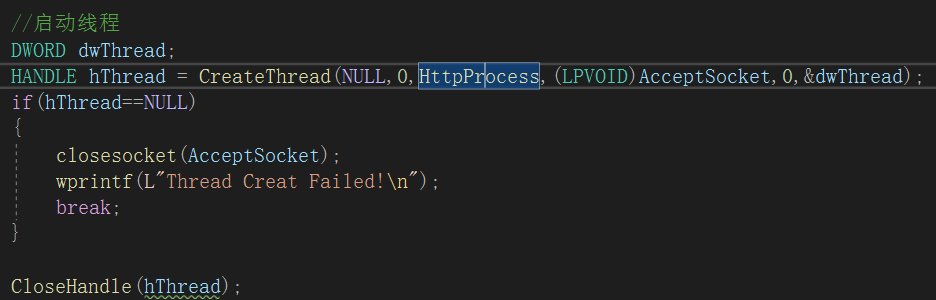 //启动线程
DWORD dwThread;
HANDLE hThread = CreateThread(NULL,0,HttpProcess,(LPVOID)AcceptSocket,0,&dwThread);
if(hThread==NULL)
{
    closesocket(AcceptSocket);
    wprintf(L"Thread Creat Failed!\n");
    break;
}
CloseHandle(hThread);